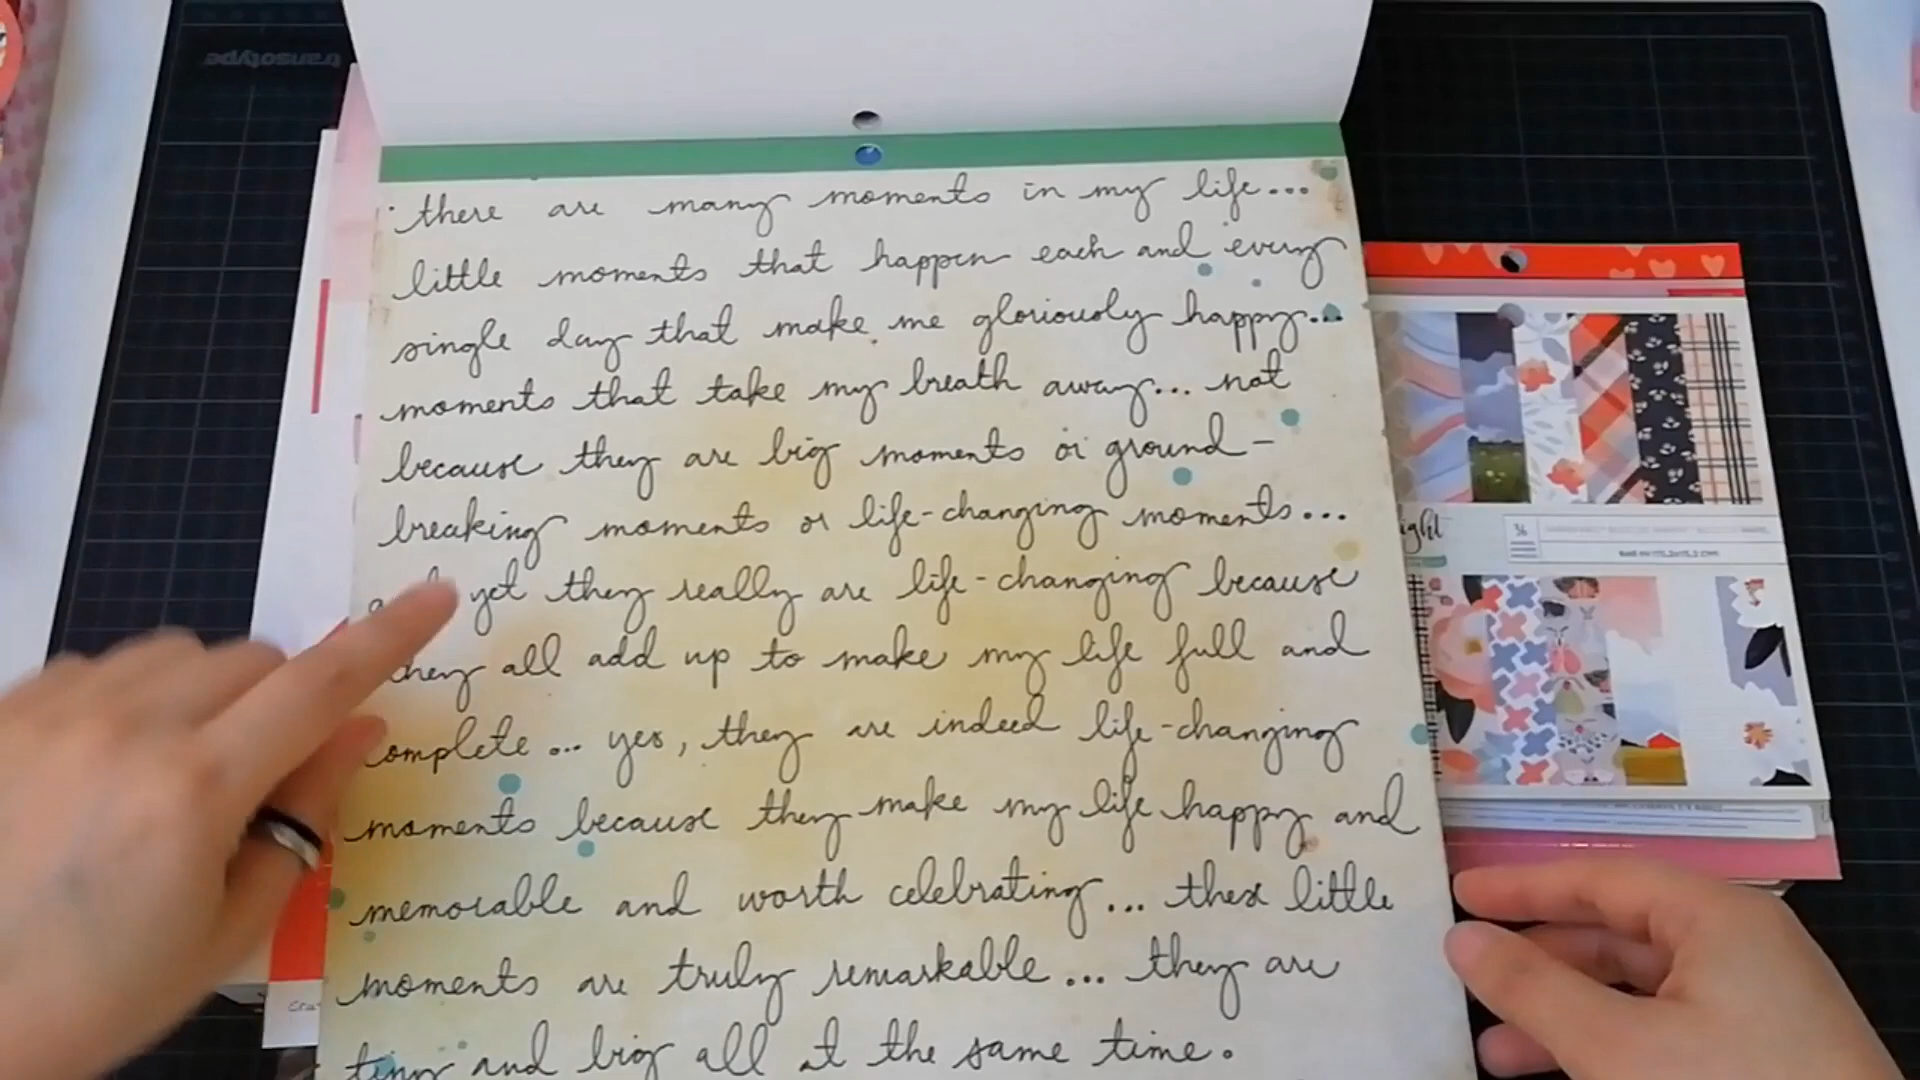 transotype
there are many moments in my life...
little moments that happen each and every
single day that make me gloriously happy...
moments that take my breath away... not
because they are big moments or ground-
breaking moments or life-changing moments...
yet they really are life-changing because
they all add up to make my life full and
complete... yes, they are indeed life-changing
moments because they make my life happy and
memorable and worth celebrating... these little
moments are truly remarkable... they are
tiny and big all at the same time.